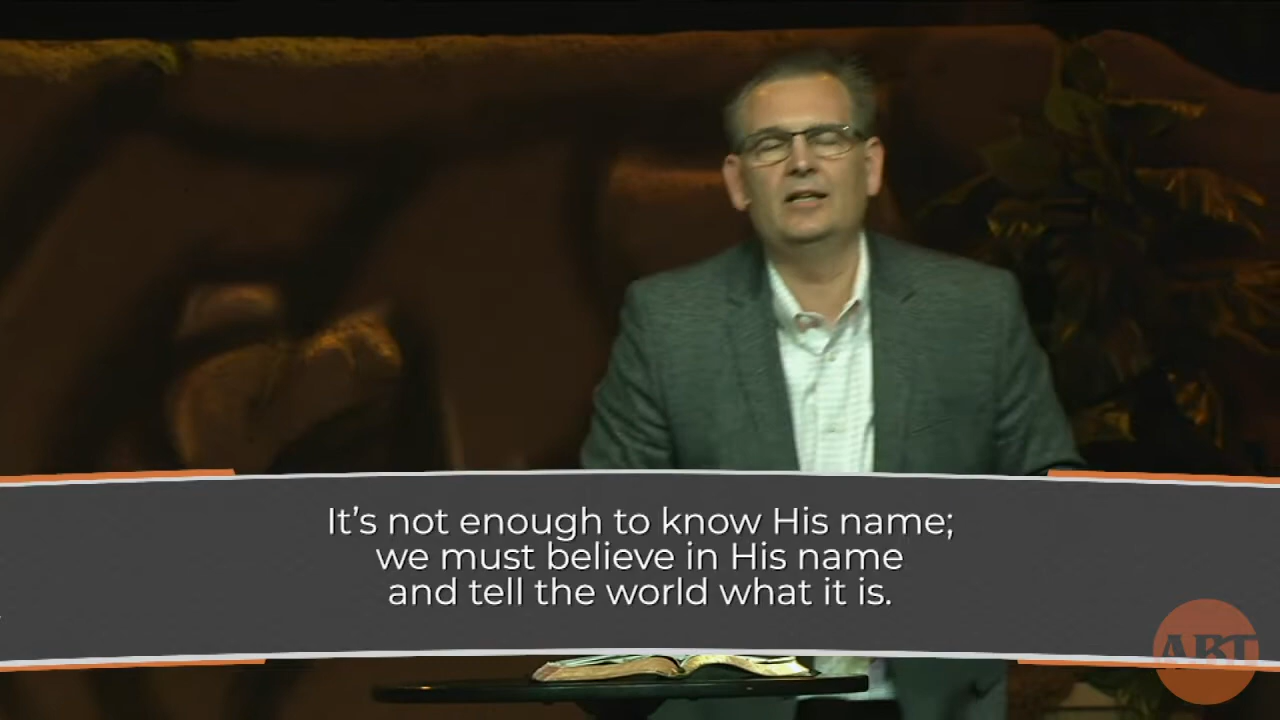 It's not enough to know His name;
we must believe in His name
and tell the world what it is.
ABT